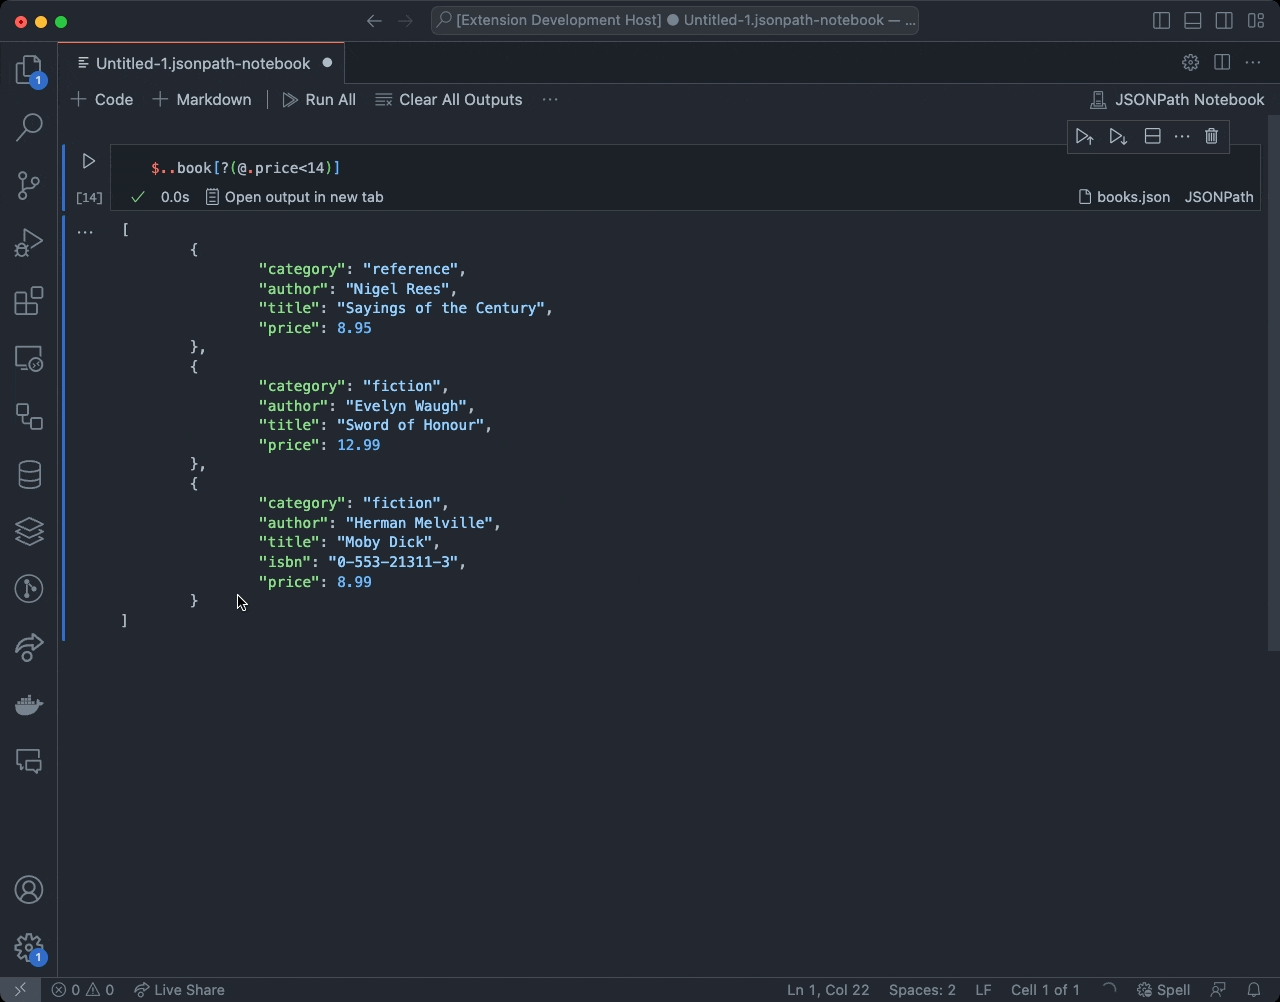 [Extension Development Host] ● Untitled-1.jsonpath-notebook — ...
Untitled-1.jsonpath-notebook ●
1
+ Code + Markdown Run All Clear All Outputs ...
JSONPath Notebook
$..book[?(@.price<14)]
[14] ✓ 0.0s Open output in new tab
books.json JSONPath
... [
{
"category": "reference",
"author": "Nigel Rees",
"title": "Sayings of the Century",
"price": 8.95
},
{
"category": "fiction",
"author": "Evelyn Waugh",
"title": "Sword of Honour",
"price": 12.99
},
{
"category": "fiction",
"author": "Herman Melville",
"title": "Moby Dick",
"isbn": "0-553-21311-3",
"price": 8.99
}
]
1
0 0 Live Share
Ln 1, Col 22 Spaces: 2 LF Cell 1 of 1 Spell